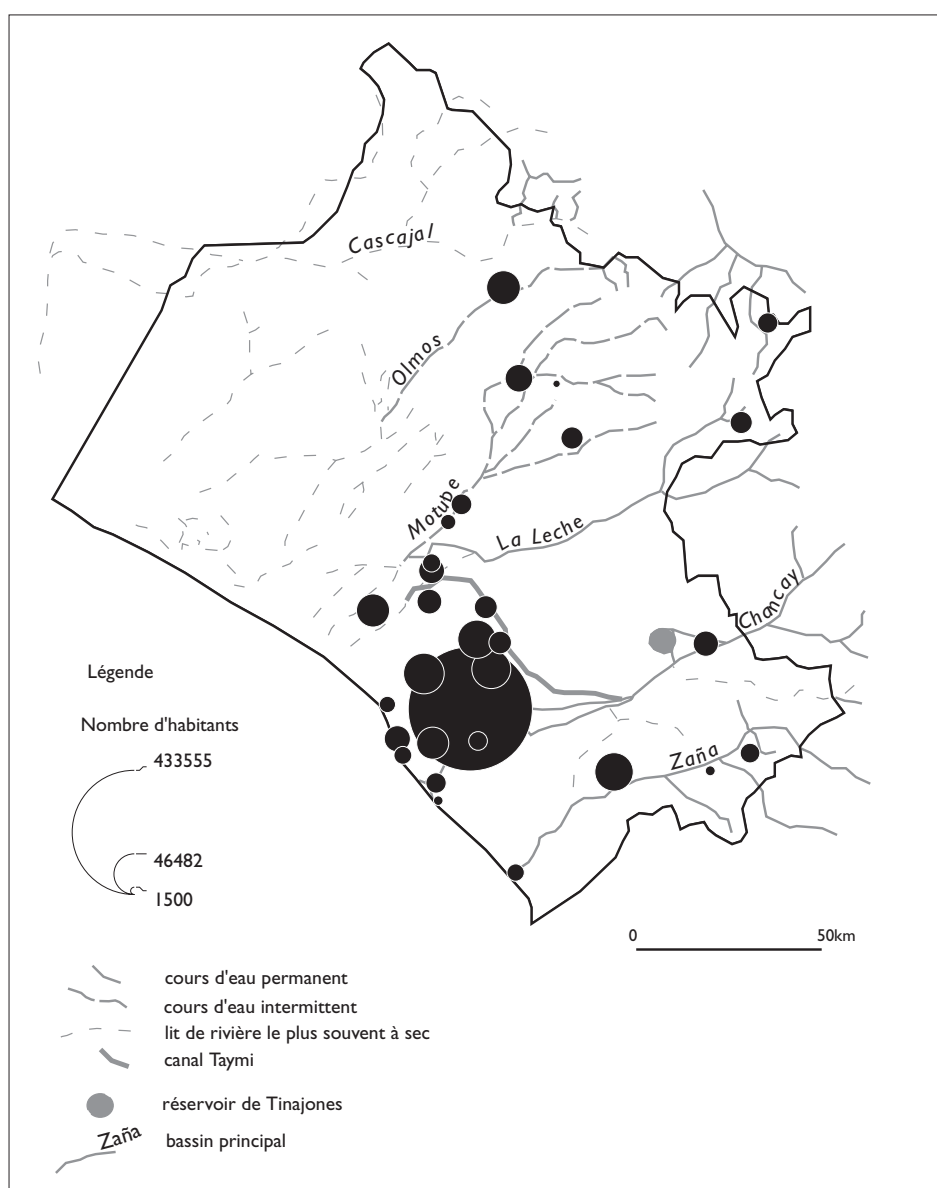 Cascajal
Olmos
Motupe
La Leche
Chancay
Légende
Nombre d'habitants
433555
Zaña
46482
1500
0 50km
cours d'eau permanent
cours d'eau intermittent
lit de rivière le plus souvent à sec
canal Taymi
réservoir de Tinajones
Zaña bassin principal